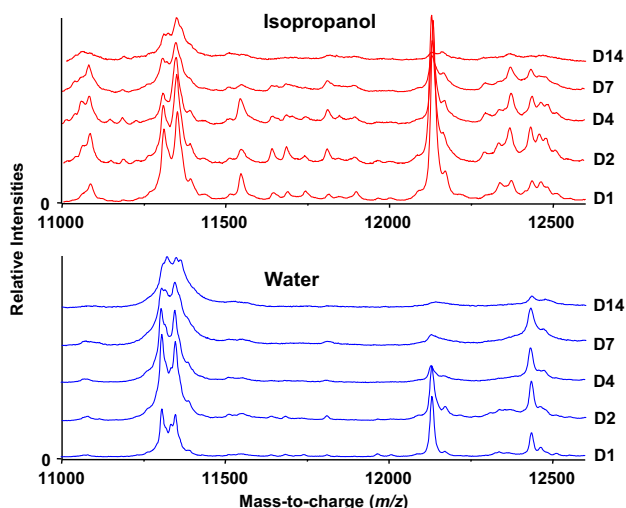 Isopropanol
D14
D7
D4
D2
D1
0
11000 11500 12000 12500
Relative Intensities
Water
D14
D7
D4
D2
D1
0
11000 11500 12000 12500
Mass-to-charge (m/z)